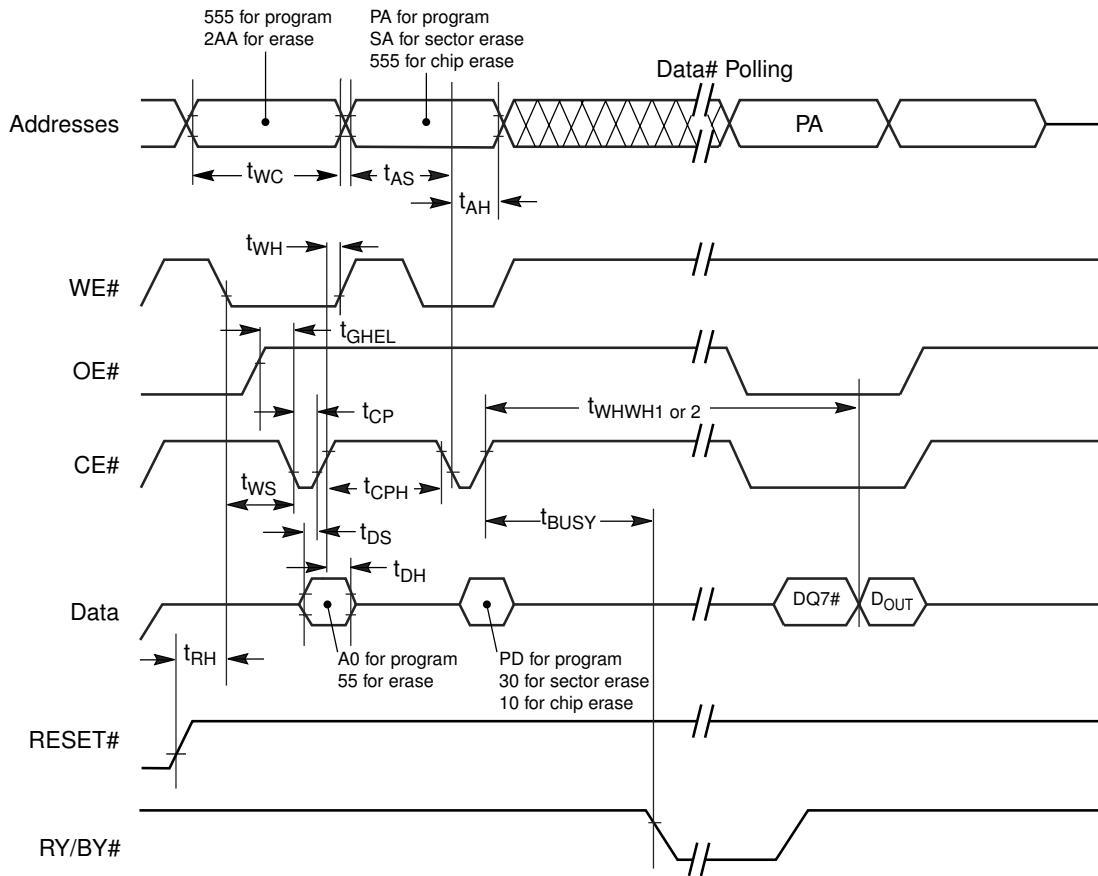 555 for program
2AA for erase
PA for program
SA for sector erase
555 for chip erase
Data# Polling
Addresses
PA
tWC
tAS
tAH
tWH
WE#
tGHEL
OE#
tCP
tWHWH1 or 2
CE#
tWS
tCPH
tBUSY
tDS
tDH
Data
DQ7#
DOUT
tRH
A0 for program
55 for erase
PD for program
30 for sector erase
10 for chip erase
RESET#
RY/BY#